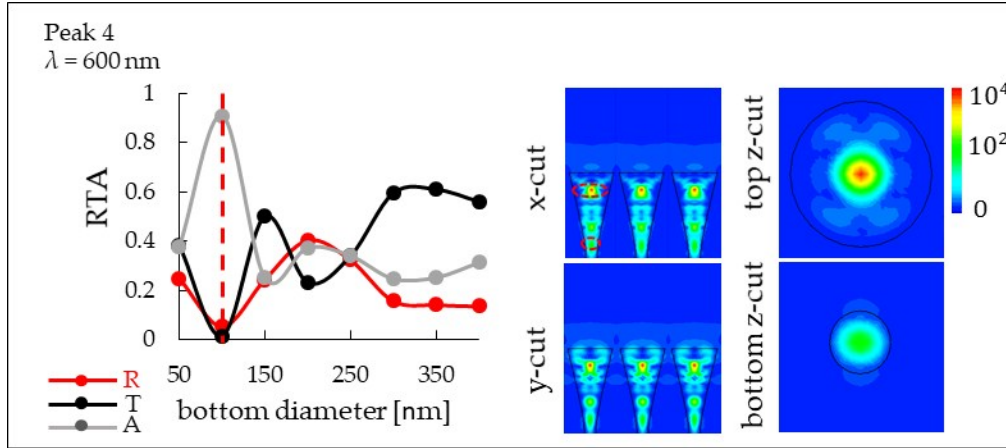 Peak 4
λ = 600 nm
1
0.8
0.6
0.4
0.2
0
RTA
50 150 250 350
bottom diameter [nm]
R
T
A
x-cut
y-cut
top z-cut
bottom z-cut
10⁴
10²
0